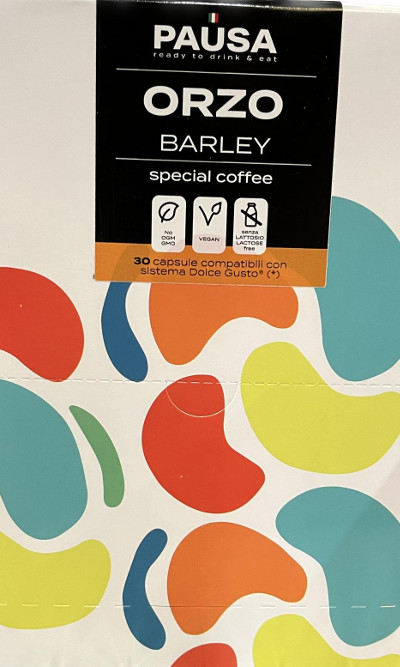 PAUSA
ready to drink & eat
ORZO
BARLEY
special coffee
No
OGM
GMO
VEGAN
senza
LATTOSIO
LACTOSE
free
30 capsule compatibili con
sistema Dolce Gusto® (*)